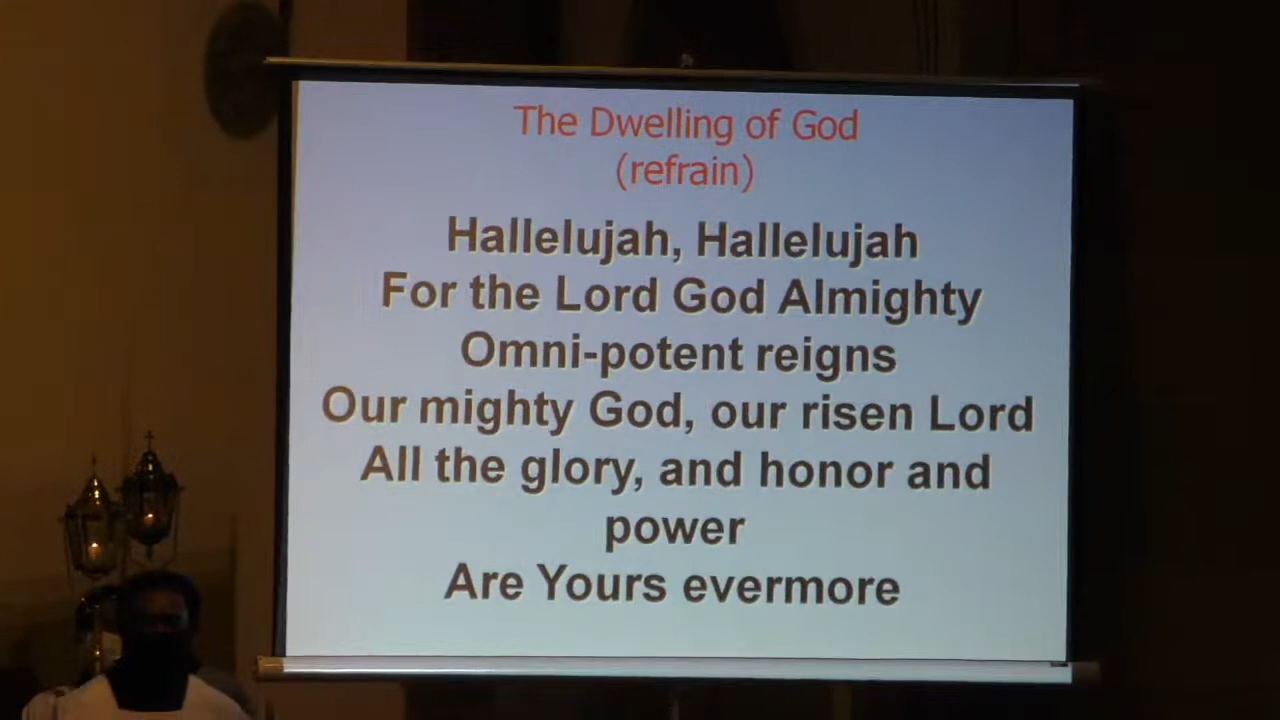 The Dwelling of God
(refrain)
Hallelujah, Hallelujah
For the Lord God Almighty
Omni-potent reigns
Our mighty God, our risen Lord
All the glory, and honor and
power
Are Yours evermore